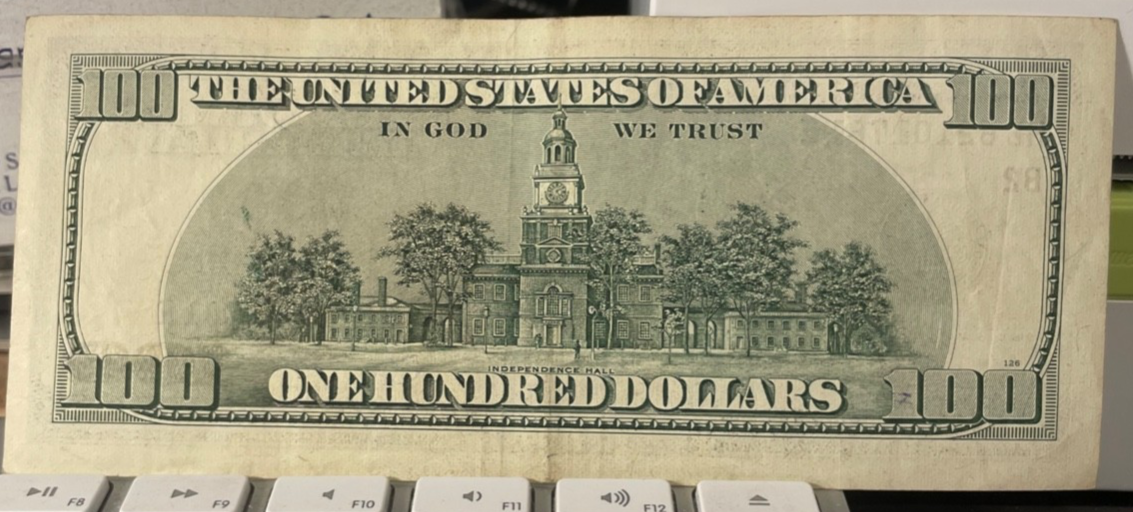 100 THE UNITED STATES OF AMERICA 100
IN GOD WE TRUST
B2
126
INDEPENDENCE HALL
100 ONE HUNDRED DOLLARS 100
F8 F9 F10 F11 F12